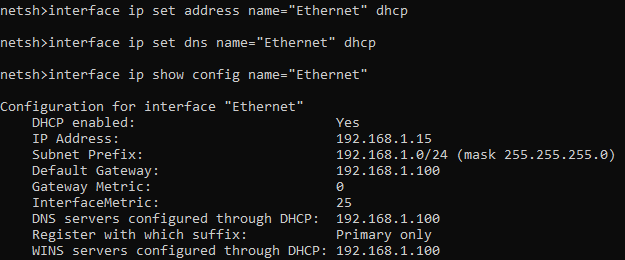 netsh>interface ip set address name="Ethernet" dhcp
netsh>interface ip set dns name="Ethernet" dhcp
netsh>interface ip show config name="Ethernet"
Configuration for interface "Ethernet"
DHCP enabled: Yes
IP Address: 192.168.1.15
Subnet Prefix: 192.168.1.0/24 (mask 255.255.255.0)
Default Gateway: 192.168.1.100
Gateway Metric: 0
InterfaceMetric: 25
DNS servers configured through DHCP: 192.168.1.100
Register with which suffix: Primary only
WINS servers configured through DHCP: 192.168.1.100